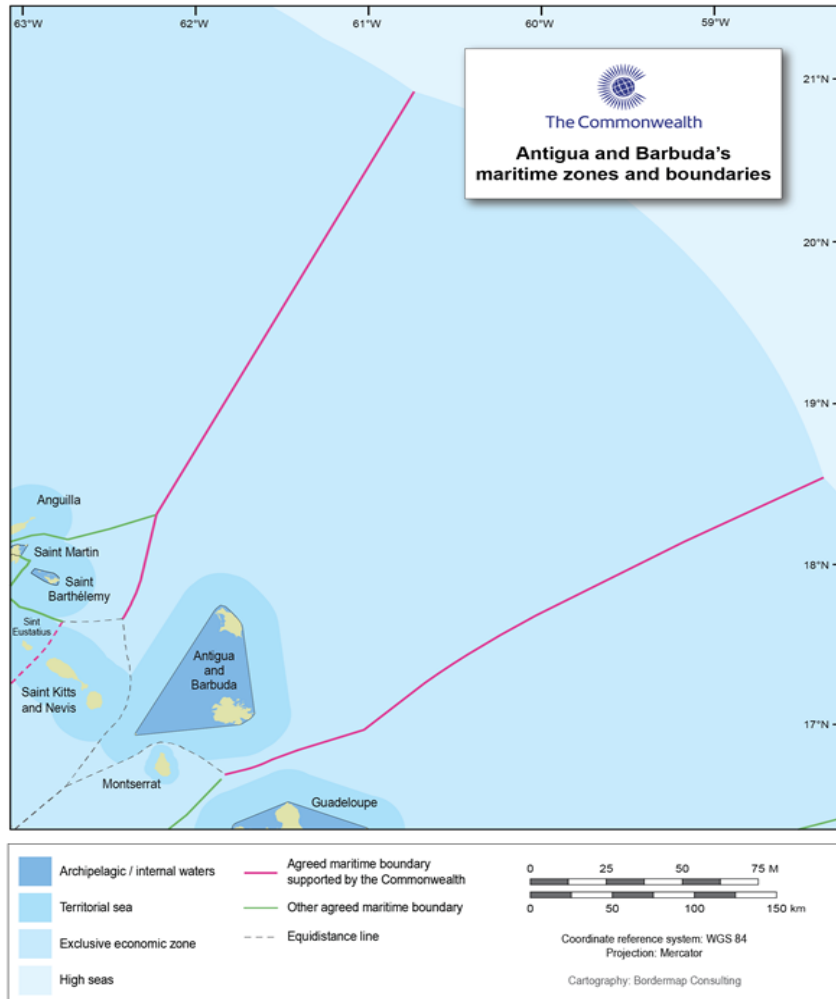 63°W
62°W
61°W
60°W
59°W
21°N
The Commonwealth
Antigua and Barbuda's
maritime zones and boundaries
20°N
19°N
Anguilla
Saint Martin
18°N
Saint
Barthélemy
Sint
Eustatius
Antigua
and
Barbuda
Saint Kitts
and Nevis
17°N
Montserrat
Guadeloupe
Archipelagic / internal waters
Territorial sea
Exclusive economic zone
High seas
Agreed maritime boundary
supported by the Commonwealth
Other agreed maritime boundary
Equidistance line
0 25 50 75 M
0 50 100 150 km
Coordinate reference system: WGS 84
Projection: Mercator
Cartography: Bordermap Consulting